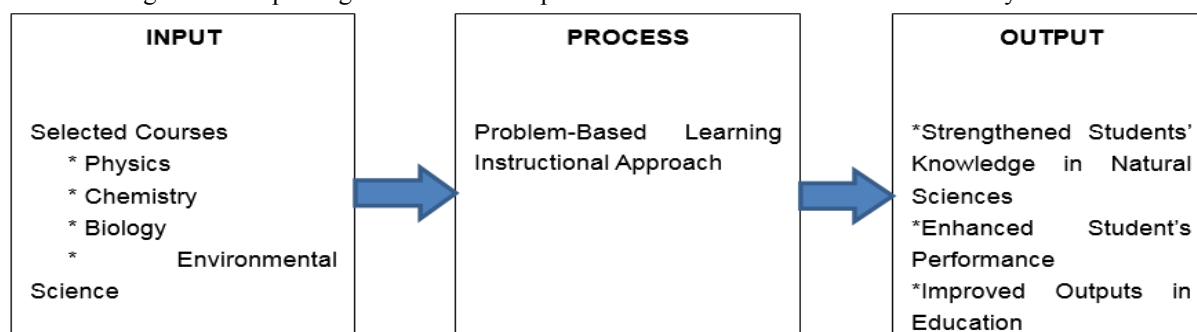 INPUT
Selected Courses
* Physics
* Chemistry
* Biology
* Environmental
Science
PROCESS
Problem-Based Learning
Instructional Approach
OUTPUT
*Strengthened Students'
Knowledge in Natural
Sciences
*Enhanced Student's
Performance
*Improved Outputs in
Education